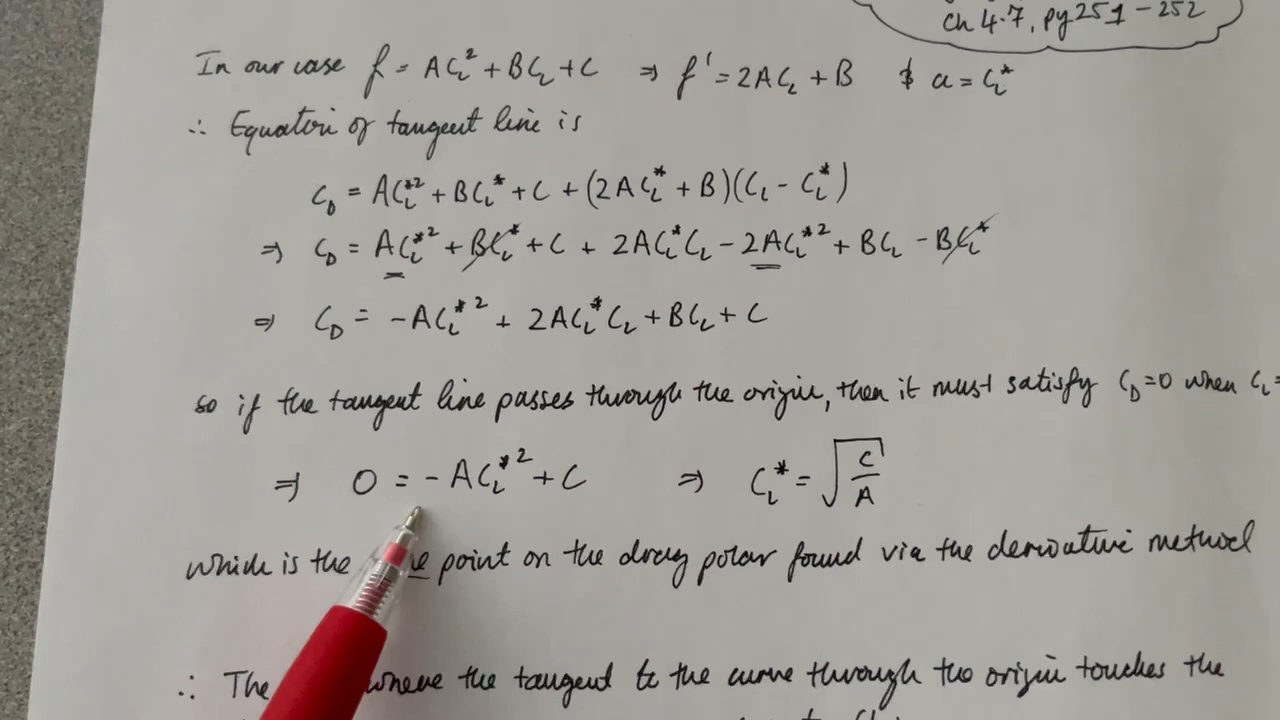 Ch 4.7, pg 251 - 252
In our case f = AC_L² + BC_L + C ⇒ f' = 2AC_L + B & a = C_L*
∴ Equation of tangent line is
C_D = AC_L*² + BC_L* + C + (2AC_L* + B)(C_L - C_L*)
⇒ C_D = AC_L*² + BC_L* + C + 2AC_L*C_L - 2AC_L*² + BC_L - BC_L*
⇒ C_D = -AC_L*² + 2AC_L*C_L + BC_L + C
so if the tangent line passes through the origin, then it must satisfy C_D=0 when C_L=
⇒ 0 = -AC_L*² + C ⇒ C_L* = √(C/A)
which is the point on the drag polar found via the derivative method
∴ The where the tangent to the curve through the origin touches the